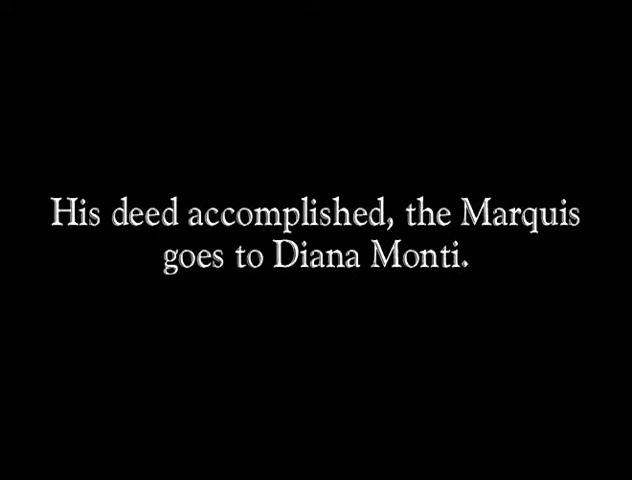 His deed accomplished, the Marquis
goes to Diana Monti.